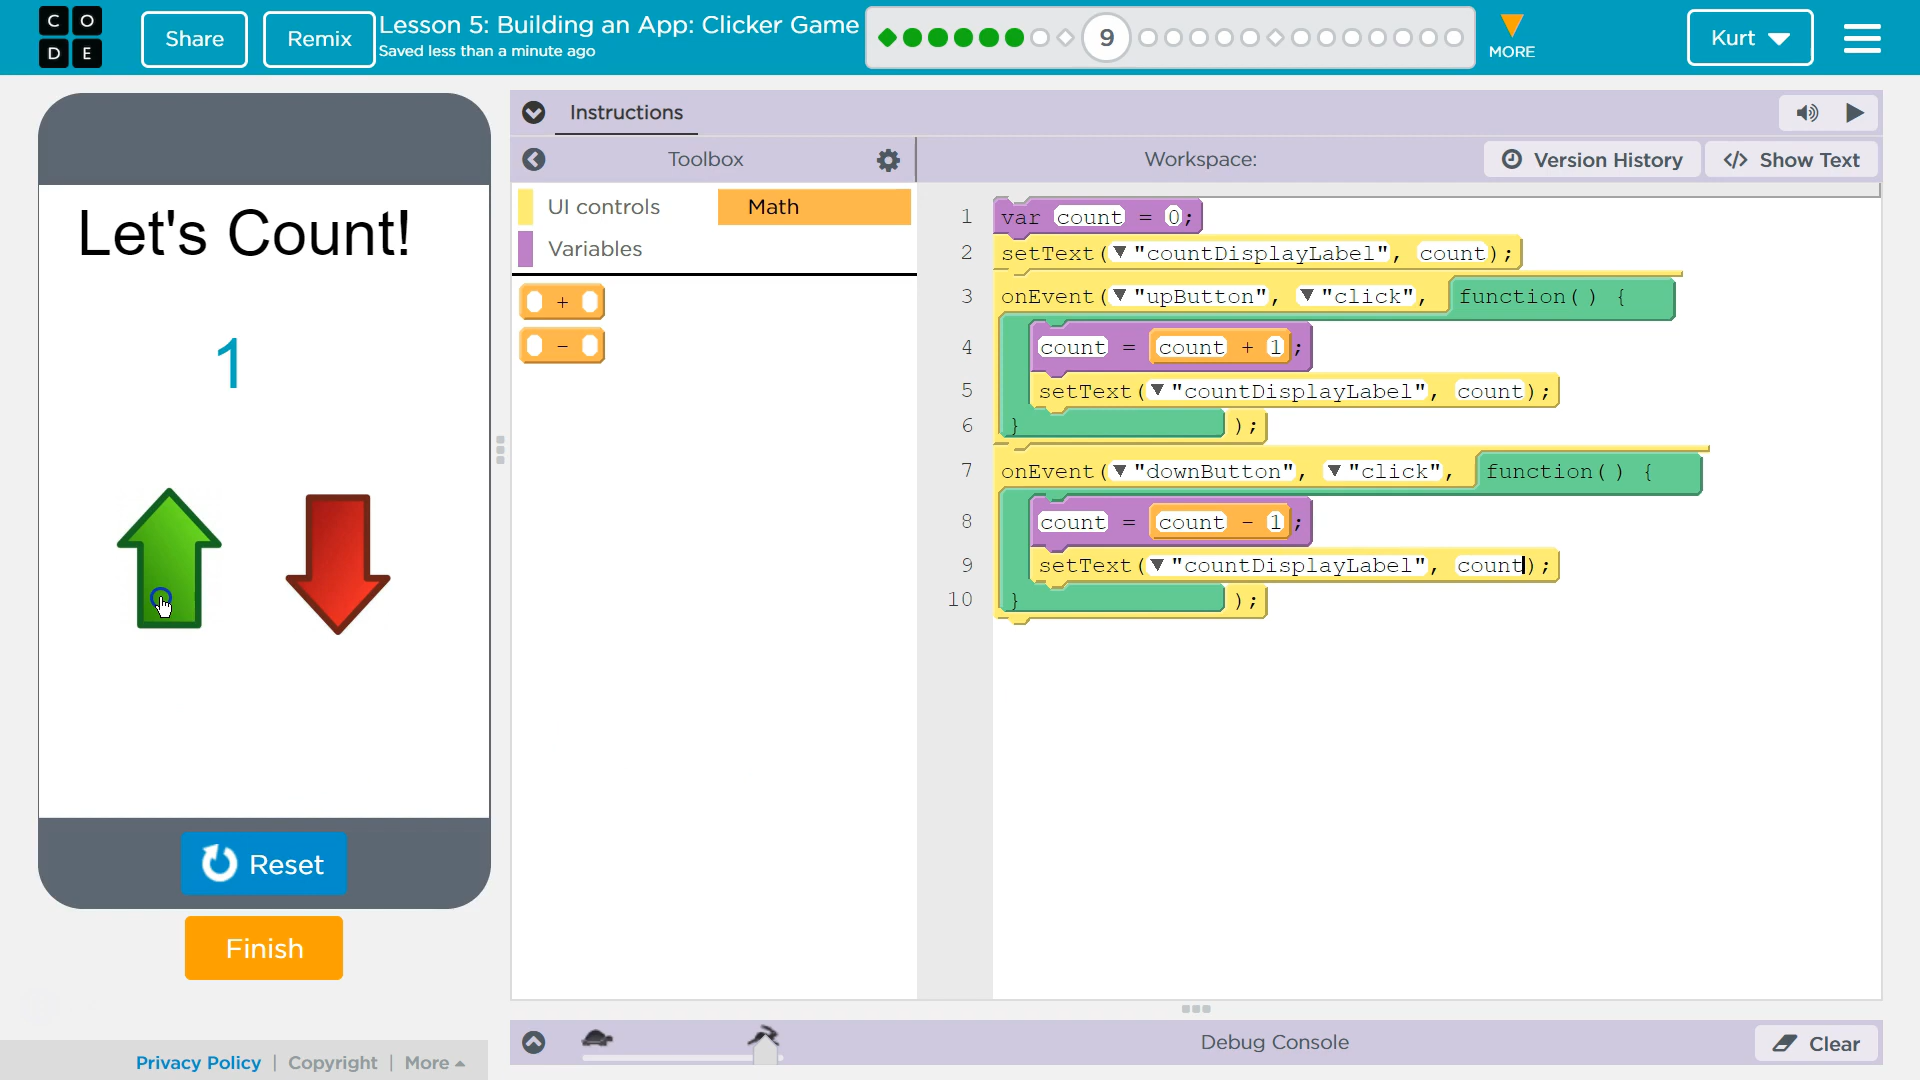 CODE
Share
Remix
Lesson 5: Building an App: Clicker Game
Saved less than a minute ago
9
MORE
Kurt
Instructions
Toolbox
Workspace:
Version History
</> Show Text
UI controls
Math
Variables
+
-
Let's Count!
1
Reset
Finish
1 var count = 0;
2 setText(▼"countDisplayLabel", count);
3 onEvent(▼"upButton", ▼"click", function( ) {
4 count = count + 1;
5 setText(▼"countDisplayLabel", count);
6 } );
7 onEvent(▼"downButton", ▼"click", function( ) {
8 count = count - 1;
9 setText(▼"countDisplayLabel", count);
10 } );
Debug Console
Clear
Privacy Policy | Copyright | More